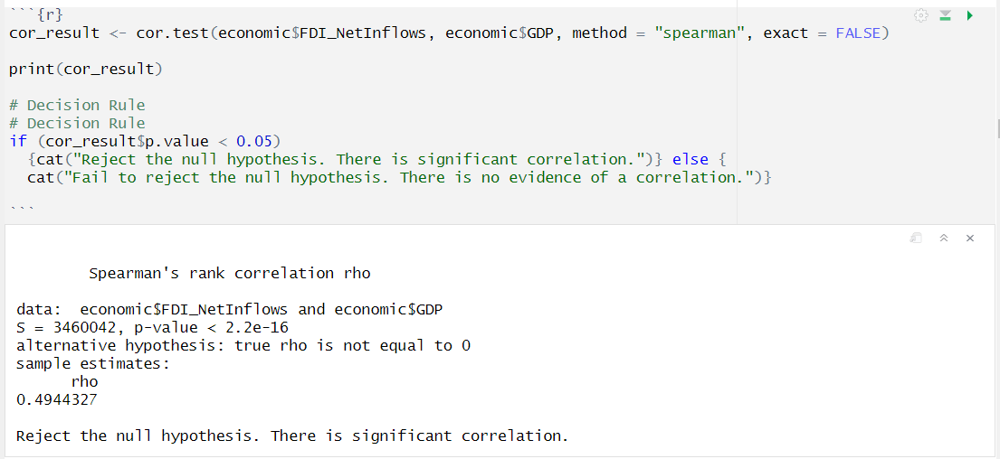 ```{r}
cor_result <- cor.test(economic$FDI_NetInflows, economic$GDP, method = "spearman", exact = FALSE)
print(cor_result)
# Decision Rule
# Decision Rule
if (cor_result$p.value < 0.05)
  {cat("Reject the null hypothesis. There is significant correlation.")} else {
  cat("Fail to reject the null hypothesis. There is no evidence of a correlation.")}
```
        Spearman's rank correlation rho
data:  economic$FDI_NetInflows and economic$GDP
S = 3460042, p-value < 2.2e-16
alternative hypothesis: true rho is not equal to 0
sample estimates:
      rho
0.4944327
Reject the null hypothesis. There is significant correlation.